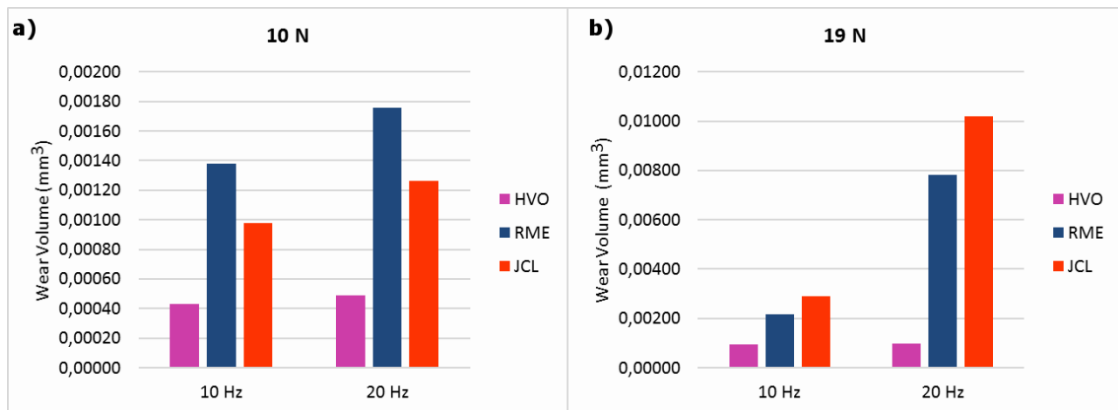 a)
10 N
Wear Volume (mm3)
0,00200
0,00180
0,00160
0,00140
0,00120
0,00100
0,00080
0,00060
0,00040
0,00020
0,00000
10 Hz
20 Hz
HVO
RME
JCL
b)
19 N
Wear Volume (mm3)
0,01200
0,01000
0,00800
0,00600
0,00400
0,00200
0,00000
10 Hz
20 Hz
HVO
RME
JCL